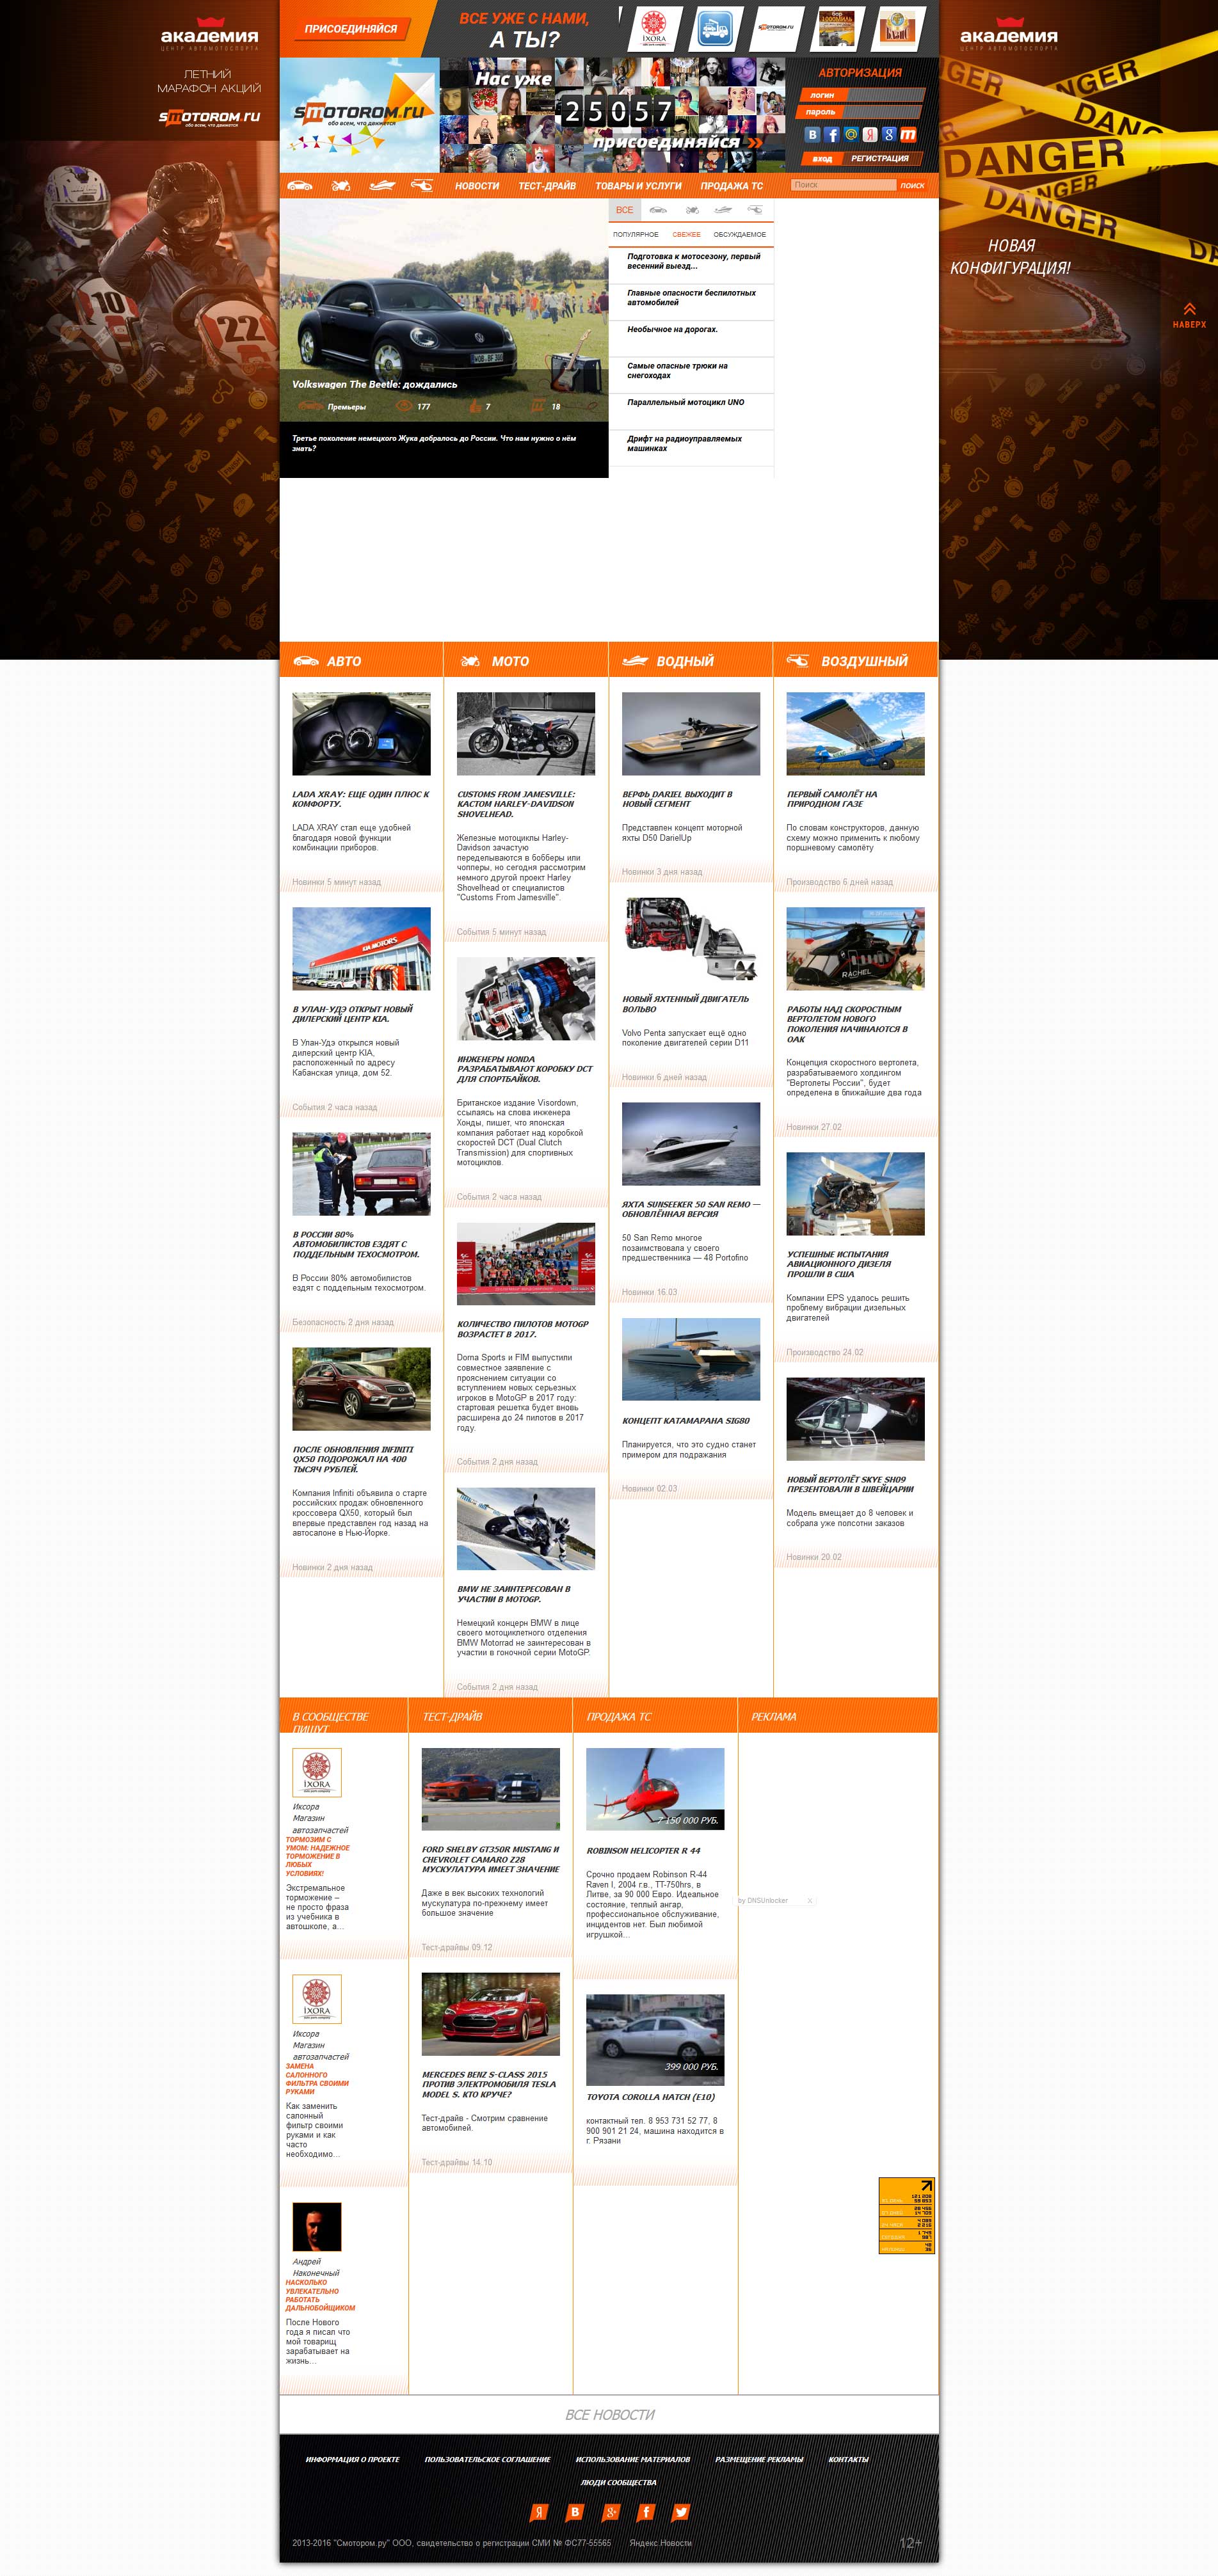 академия
ЦЕНТР АВТОМОТОСПОРТА
ЛЕТНИЙ
МАРАФОН АКЦИЙ
sмotorom.ru
обо всем, что движется
ПРИСОЕДИНЯЙСЯ
ВСЕ УЖЕ С НАМИ,
А ТЫ?
IXORA
sмotorom.ru
обо всем, что движется
Нас уже
25057
присоединяйся »
АВТОРИЗАЦИЯ
логин
пароль
вход РЕГИСТРАЦИЯ
академия
ЦЕНТР АВТОМОТОСПОРТА
DANGER
DANGER
DANGER
НОВАЯ
КОНФИГУРАЦИЯ!
НАВЕРХ
НОВОСТИ ТЕСТ-ДРАЙВ ТОВАРЫ И УСЛУГИ ПРОДАЖА ТС
Поиск ПОИСК
ВСЕ
ПОПУЛЯРНОЕ СВЕЖЕЕ ОБСУЖДАЕМОЕ
Подготовка к мотосезону, первый
весенний выезд...
Главные опасности беспилотных
автомобилей
Необычное на дорогах.
Самые опасные трюки на
снегоходах
Параллельный мотоцикл UNO
Дрифт на радиоуправляемых
машинках
Volkswagen The Beetle: дождались
Премьеры 177 7 18
Третье поколение немецкого Жука добралось до России. Что нам нужно о нём
знать?
АВТО
LADA XRAY: ЕЩЕ ОДИН ПЛЮС К
КОМФОРТУ.
LADA XRAY стал еще удобней
благодаря новой функции
комбинации приборов.
Новинки 5 минут назад
KIA MOTORS
В УЛАН-УДЭ ОТКРЫТ НОВЫЙ
ДИЛЕРСКИЙ ЦЕНТР KIA.
В Улан-Удэ открылся новый
дилерский центр KIA,
расположенный по адресу
Кабанская улица, дом 52.
События 2 часа назад
В РОССИИ 80%
АВТОМОБИЛИСТОВ ЕЗДЯТ С
ПОДДЕЛЬНЫМ ТЕХОСМОТРОМ.
В России 80% автомобилистов
ездят с поддельным техосмотром.
Безопасность 2 дня назад
ПОСЛЕ ОБНОВЛЕНИЯ INFINITI
QX50 ПОДОРОЖАЛ НА 400
ТЫСЯЧ РУБЛЕЙ.
Компания Infiniti объявила о старте
российских продаж обновленного
кроссовера QX50, который был
впервые представлен год назад на
автосалоне в Нью-Йорке.
Новинки 2 дня назад
МОТО
CUSTOMS FROM JAMESVILLE:
КАСТОМ HARLEY-DAVIDSON
SHOVELHEAD.
Железные мотоциклы Harley-
Davidson зачастую
переделываются в бобберы или
чопперы, но сегодня рассмотрим
немного другой проект Harley
Shovelhead от специалистов
"Customs From Jamesville".
События 5 минут назад
ИНЖЕНЕРЫ HONDA
РАЗРАБАТЫВАЮТ КОРОБКУ DCT
ДЛЯ СПОРТБАЙКОВ.
Британское издание Visordown,
ссылаясь на слова инженера
Хонды, пишет, что японская
компания работает над коробкой
скоростей DCT (Dual Clutch
Transmission) для спортивных
мотоциклов.
События 2 часа назад
КОЛИЧЕСТВО ПИЛОТОВ MOTOGP
ВОЗРАСТЕТ В 2017.
Dorna Sports и FIM выпустили
совместное заявление с
прояснением ситуации со
вступлением новых серьезных
игроков в MotoGP в 2017 году:
стартовая решетка будет вновь
расширена до 24 пилотов в 2017
году.
События 2 дня назад
BMW НЕ ЗАИНТЕРЕСОВАН В
УЧАСТИИ В MOTOGP.
Немецкий концерн BMW в лице
своего мотоциклетного отделения
BMW Motorrad не заинтересован в
участии в гоночной серии MotoGP.
События 2 дня назад
ВОДНЫЙ
ВЕРФЬ DARIEL ВЫХОДИТ В
НОВЫЙ СЕГМЕНТ
Представлен концепт моторной
яхты D50 DarielUp
Новинки 3 дня назад
НОВЫЙ ЯХТЕННЫЙ ДВИГАТЕЛЬ
ВОЛЬВО
Volvo Penta запускает ещё одно
поколение двигателей серии D11
Новинки 6 дней назад
ЯХТА SUNSEEKER 50 SAN REMO —
ОБНОВЛЁННАЯ ВЕРСИЯ
50 San Remo многое
позаимствовала у своего
предшественника — 48 Portofino
Новинки 16.03
КОНЦЕПТ КАТАМАРАНА SIG80
Планируется, что это судно станет
примером для подражания
Новинки 02.03
ВОЗДУШНЫЙ
ПЕРВЫЙ САМОЛЁТ НА
ПРИРОДНОМ ГАЗЕ
По словам конструкторов, данную
схему можно применить к любому
поршневому самолёту
Производство 6 дней назад
RACHEL
РАБОТЫ НАД СКОРОСТНЫМ
ВЕРТОЛЕТОМ НОВОГО
ПОКОЛЕНИЯ НАЧИНАЮТСЯ В
ОАК
Концепция скоростного вертолета,
разрабатываемого холдингом
"Вертолеты России", будет
определена в ближайшие два года
Новинки 27.02
УСПЕШНЫЕ ИСПЫТАНИЯ
АВИАЦИОННОГО ДИЗЕЛЯ
ПРОШЛИ В США
Компании EPS удалось решить
проблему вибрации дизельных
двигателей
Производство 24.02
НОВЫЙ ВЕРТОЛЁТ SKYE SH09
ПРЕЗЕНТОВАЛИ В ШВЕЙЦАРИИ
Модель вмещает до 8 человек и
собрала уже полсотни заказов
Новинки 20.02
В СООБЩЕСТВЕ
ПИШУТ
IXORA
Иксора
Магазин
автозапчастей
ТОРМОЗИМ С
УМОМ: НАДЕЖНОЕ
ТОРМОЖЕНИЕ В
ЛЮБЫХ
УСЛОВИЯХ!
Экстремальное
торможение –
не просто фраза
из учебника в
автошколе, а...
IXORA
Иксора
Магазин
автозапчастей
ЗАМЕНА
САЛОННОГО
ФИЛЬТРА СВОИМИ
РУКАМИ
Как заменить
салонный
фильтр своими
руками и как
часто
необходимо...
Андрей
Наконечный
НАСКОЛЬКО
УВЛЕКАТЕЛЬНО
РАБОТАТЬ
ДАЛЬНОБОЙЩИКОМ
После Нового
года я писал что
мой товарищ
зарабатывает на
жизнь...
ТЕСТ-ДРАЙВ
FORD SHELBY GT350R MUSTANG И
CHEVROLET CAMARO Z28
МУСКУЛАТУРА ИМЕЕТ ЗНАЧЕНИЕ
Даже в век высоких технологий
мускулатура по-прежнему имеет
большое значение
Тест-драйвы 09.12
MERCEDES BENZ S-CLASS 2015
ПРОТИВ ЭЛЕКТРОМОБИЛЯ TESLA
MODEL S. КТО КРУЧЕ?
Тест-драйв - Смотрим сравнение
автомобилей.
Тест-драйвы 14.10
ПРОДАЖА ТС
7 150 000 РУБ.
ROBINSON HELICOPTER R 44
Срочно продаем Robinson R-44
Raven I, 2004 г.в., TT-750hrs, в
Литве, за 90 000 Евро. Идеальное
состояние, теплый ангар,
профессиональное обслуживание,
инцидентов нет. Был любимой
игрушкой...
399 000 РУБ.
TOYOTA COROLLA HATCH (E10)
контактный тел. 8 953 731 52 77, 8
900 901 21 24, машина находится в
г. Рязани
РЕКЛАМА
by DNSUnlocker X
ВСЕ НОВОСТИ
ИНФОРМАЦИЯ О ПРОЕКТЕ ПОЛЬЗОВАТЕЛЬСКОЕ СОГЛАШЕНИЕ ИСПОЛЬЗОВАНИЕ МАТЕРИАЛОВ РАЗМЕЩЕНИЕ РЕКЛАМЫ КОНТАКТЫ
ЛЮДИ СООБЩЕСТВА
2013-2016 "Смотором.ру" ООО, свидетельство о регистрации СМИ № ФС77-55565 Яндекс.Новости
12+